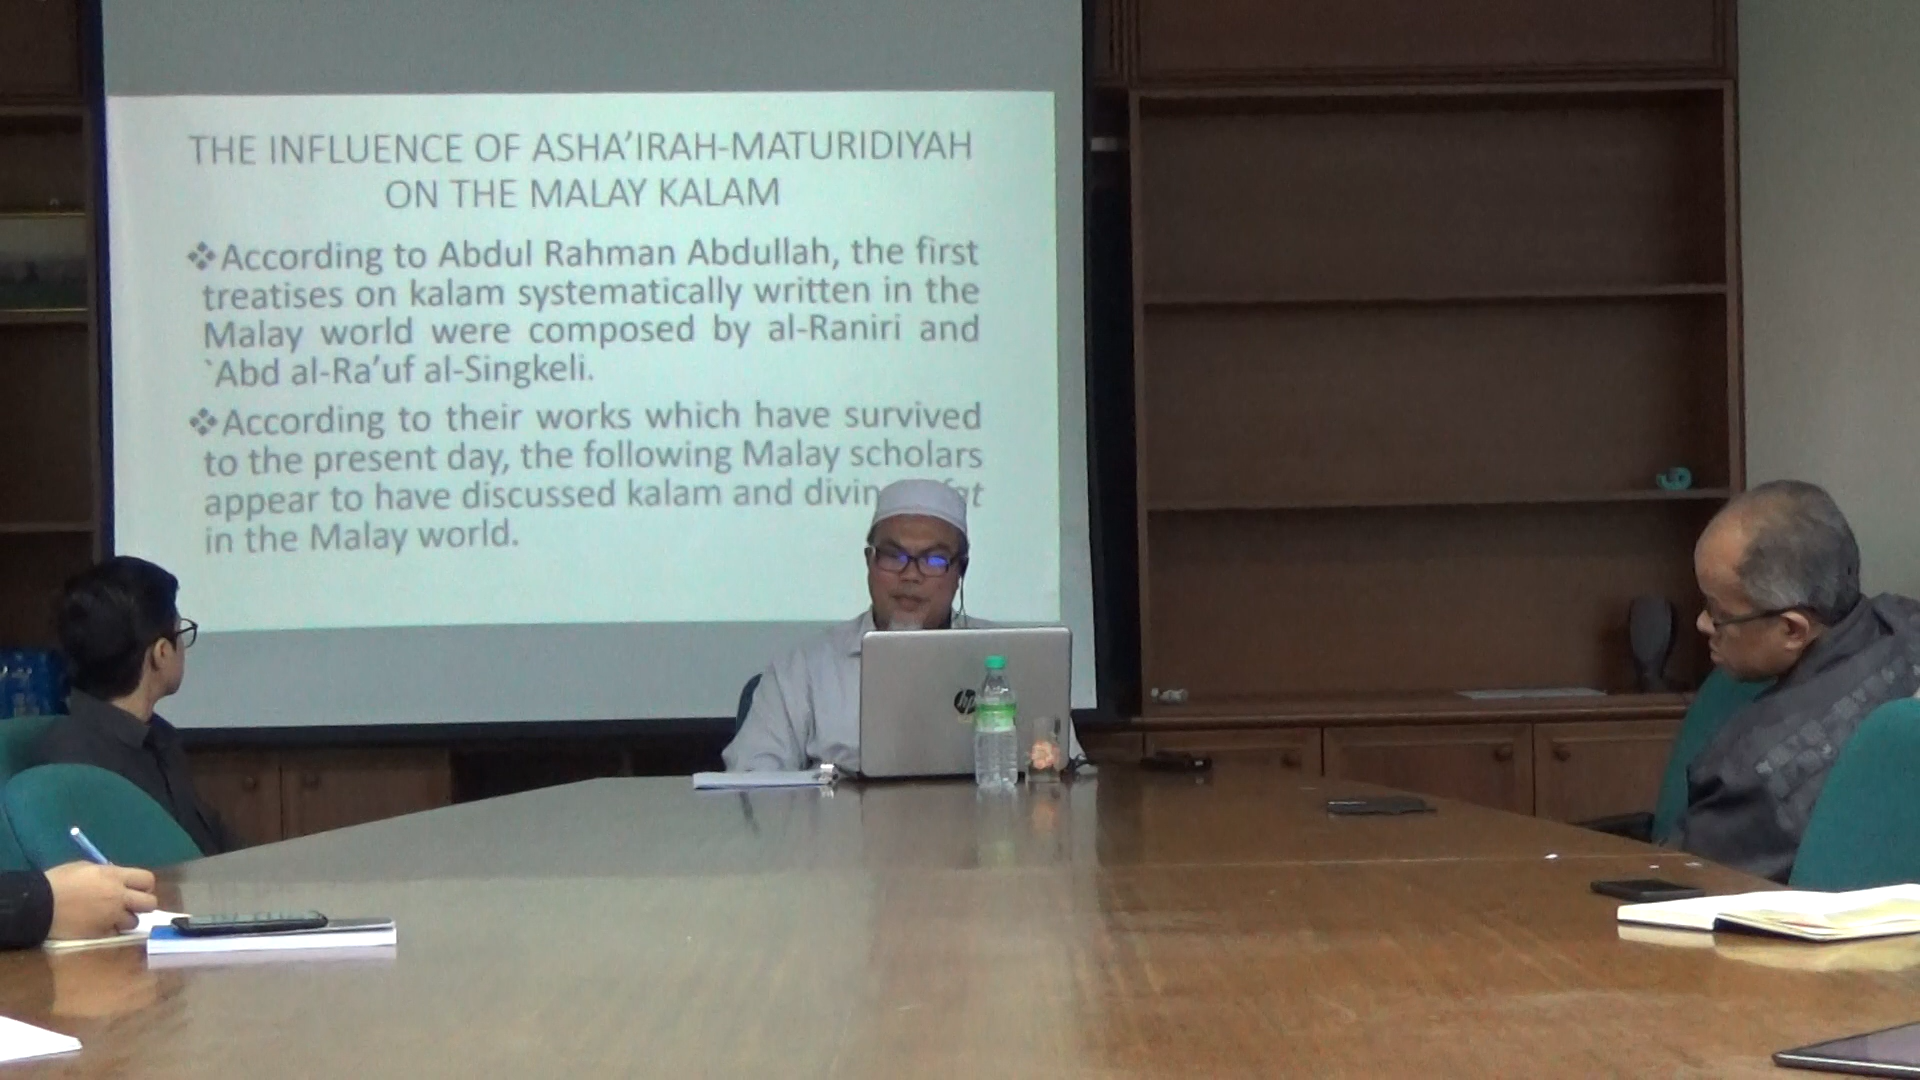 THE INFLUENCE OF ASHA'IRAH-MATURIDIYAH
ON THE MALAY KALAM
❖According to Abdul Rahman Abdullah, the first
treatises on kalam systematically written in the
Malay world were composed by al-Raniri and
`Abd al-Ra'uf al-Singkeli.
❖According to their works which have survived
to the present day, the following Malay scholars
appear to have discussed kalam and
in the Malay world.
hp